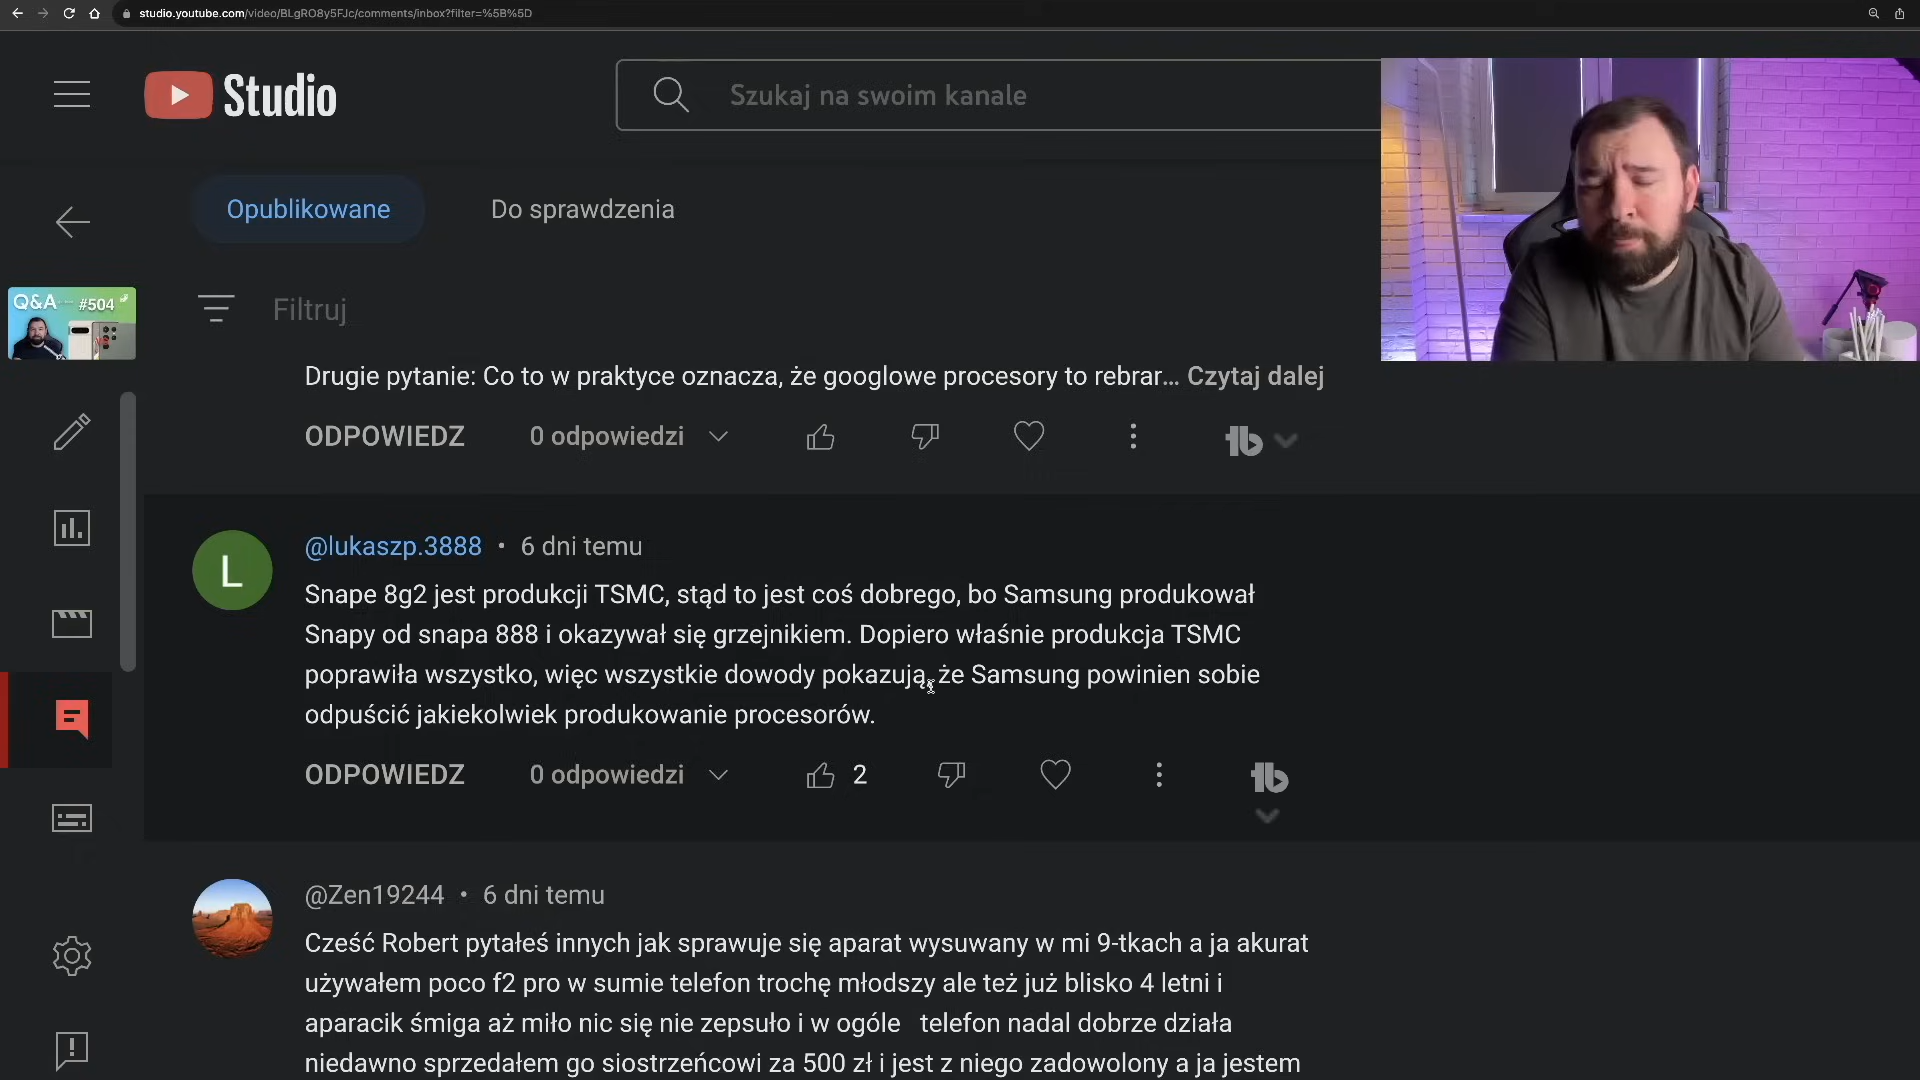 studio.youtube.com/video/BLgRO8y5FJc/comments/inbox?filter=%5B%5D
Studio
Szukaj na swoim kanale
Opublikowane
Do sprawdzenia
Q&A #504
Filtruj
Drugie pytanie: Co to w praktyce oznacza, że googlowe procesory to rebrar... Czytaj dalej
ODPOWIEDZ 0 odpowiedzi
L
@lukaszp.3888 • 6 dni temu
Snape 8g2 jest produkcji TSMC, stąd to jest coś dobrego, bo Samsung produkował
Snapy od snapa 888 i okazywał się grzejnikiem. Dopiero właśnie produkcja TSMC
poprawiła wszystko, więc wszystkie dowody pokazują, że Samsung powinien sobie
odpuścić jakiekolwiek produkowanie procesorów.
ODPOWIEDZ 0 odpowiedzi 2
@Zen19244 • 6 dni temu
Cześć Robert pytałeś innych jak sprawuje się aparat wysuwany w mi 9-tkach a ja akurat
używałem poco f2 pro w sumie telefon trochę młodszy ale też już blisko 4 letni i
aparacik śmiga aż miło nic się nie zepsuło i w ogóle telefon nadal dobrze działa
niedawno sprzedałem go siostrzeńcowi za 500 zł i jest z niego zadowolony a ja jestem